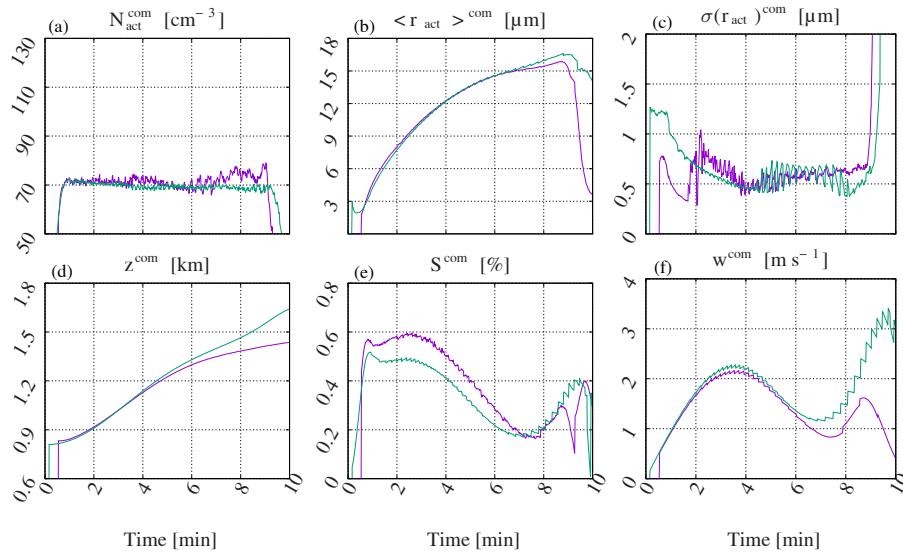 (a) N_act^com [cm^-3]
(b) < r_act >^com [µm]
(c) σ(r_act)^com [µm]
130
110
90
70
50
18
15
12
9
6
3
2
1.5
1
0.5
0
(d) z^com [km]
(e) S^com [%]
(f) w^com [m s^-1]
1.8
1.5
1.2
0.9
0.6
0.8
0.6
0.4
0.2
0
4
3
2
1
0
0 2 4 6 8 10
0 2 4 6 8 10
0 2 4 6 8 10
Time [min]
Time [min]
Time [min]